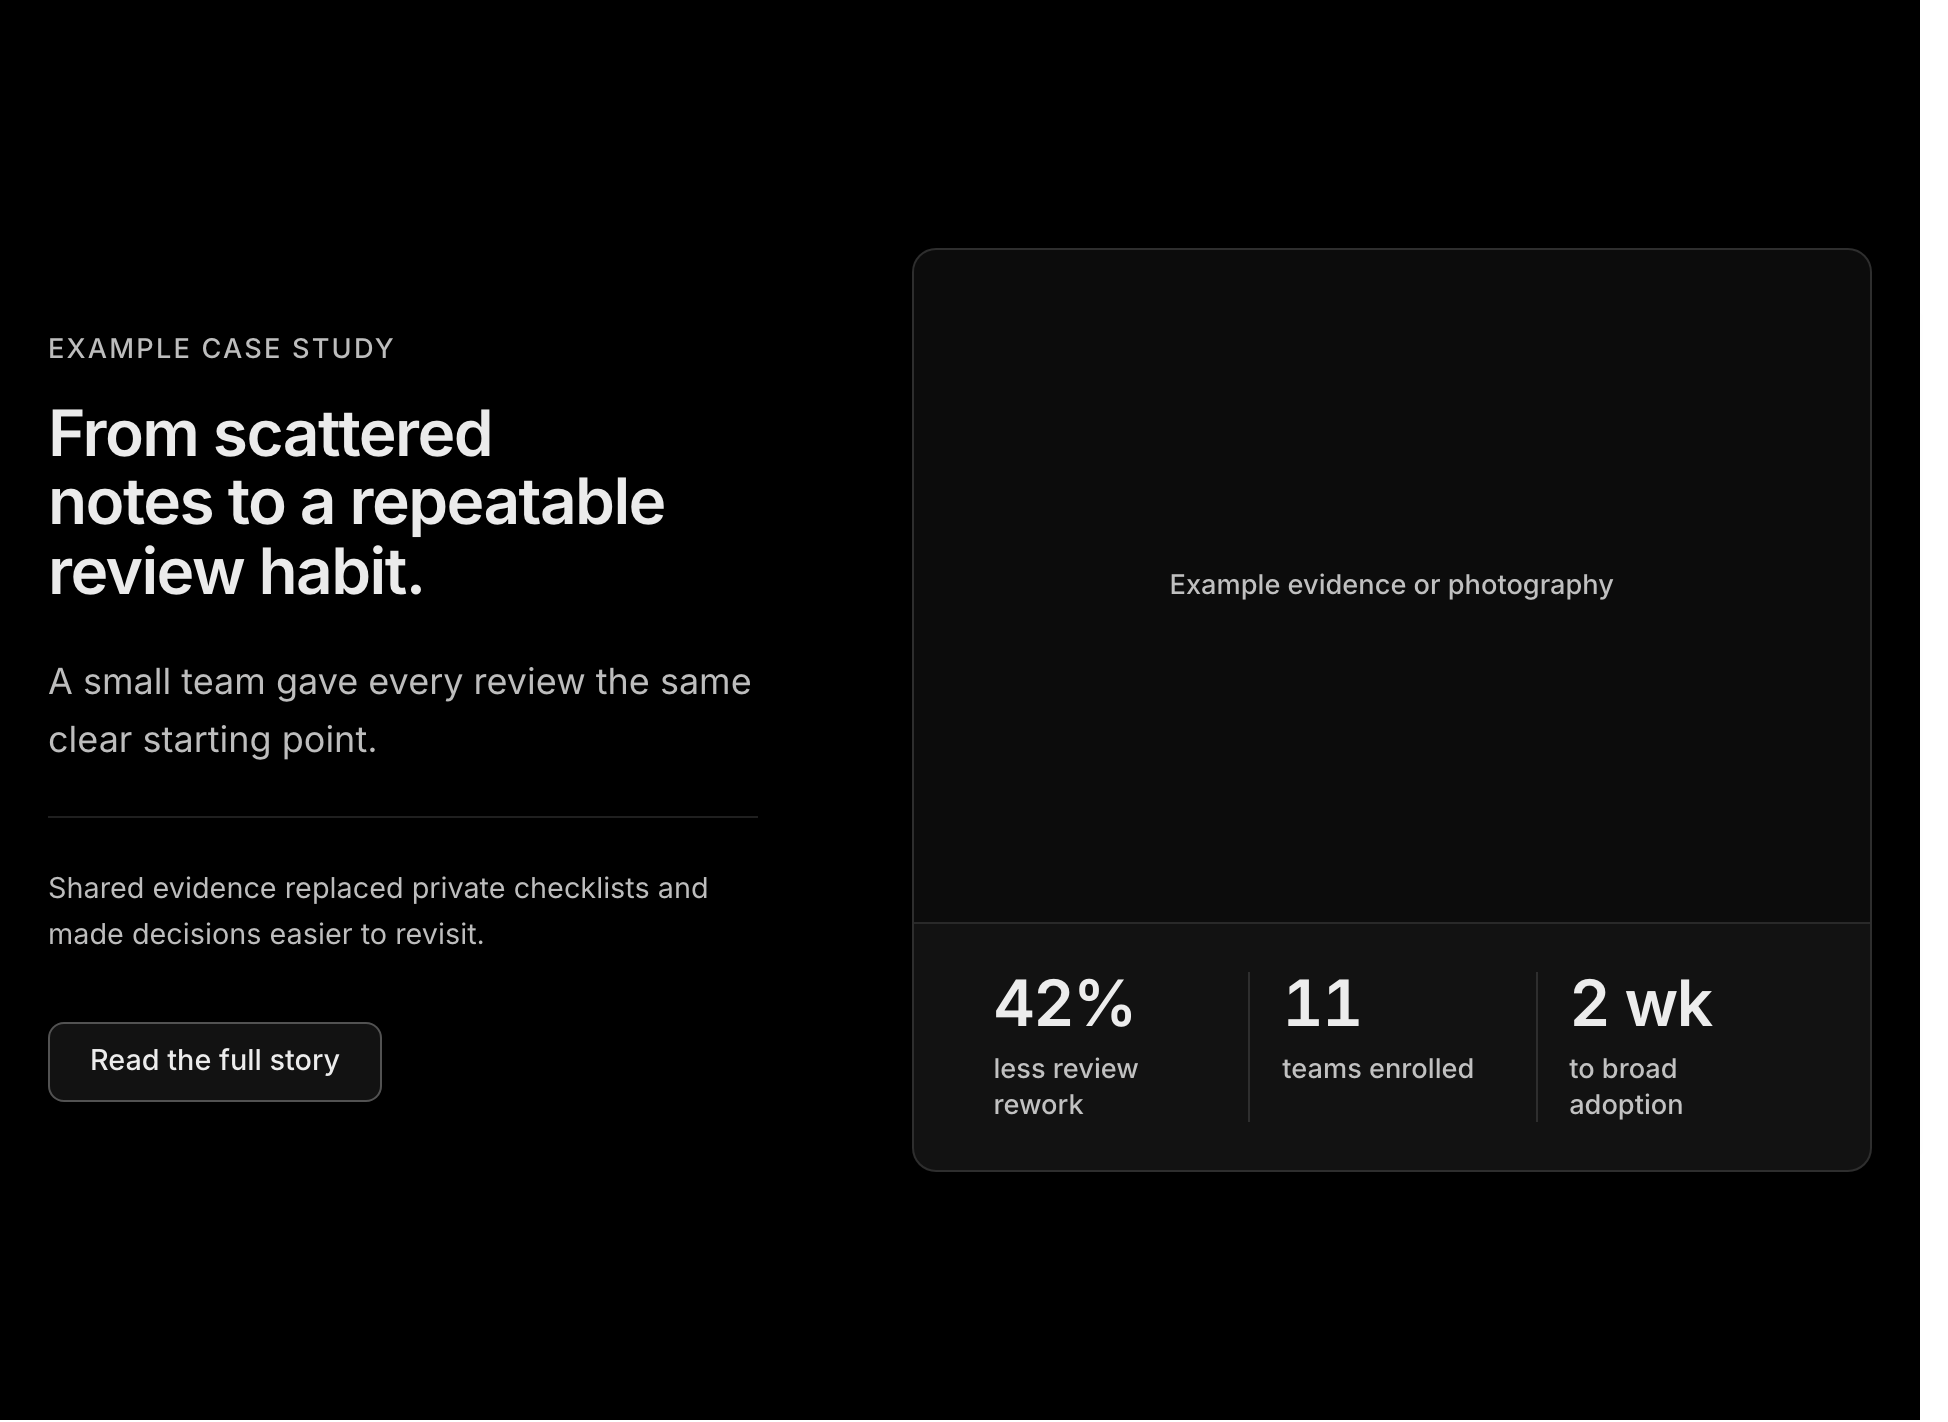 EXAMPLE CASE STUDY
From scattered
notes to a repeatable
review habit.
A small team gave every review the same
clear starting point.
Shared evidence replaced private checklists and
made decisions easier to revisit.
Read the full story
Example evidence or photography
42%
less review
rework
11
teams enrolled
2 wk
to broad
adoption